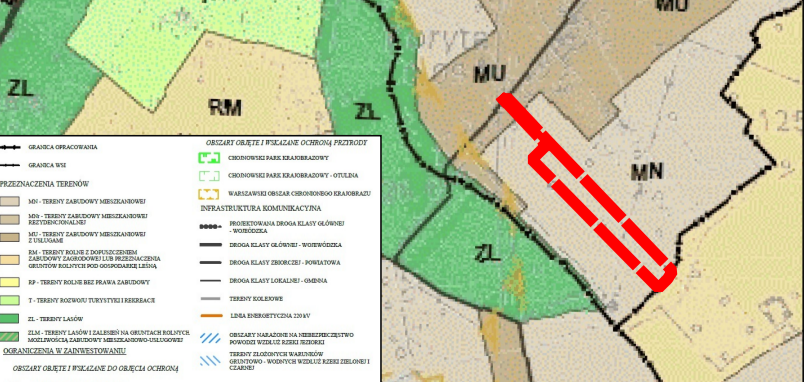 MU
oryta
ZL
MU
RM
ZL
125
MN
ZL
GRANICA OPRACOWANIA
GRANICA WSI
PRZEZNACZENIA TERENÓW
MN - TERENY ZABUDOWY MIESZKANIOWEJ
MNr - TERENY ZABUDOWY MIESZKANIOWEJ
REZYDENCJONALNEJ
MU - TERENY ZABUDOWY MIESZKANIOWEJ
Z USŁUGAMI
RM - TERENY ROLNE Z DOPUSZCZENIEM
ZABUDOWY ZAGRODOWEJ LUB PRZEZNACZENIA
GRUNTÓW ROLNYCH POD GOSPODARKĘ LEŚNĄ
RP - TERENY ROLNE BEZ PRAWA ZABUDOWY
T - TERENY ROZWOJU TURYSTYKI I REKREACJI
ZL - TERENY LASÓW
ZLM - TERENY LASÓW I ZALESIEŃ NA GRUNTACH ROLNYCH
MOŻLIWOŚCIĄ ZABUDOWY MIESZKANIOWO-USŁUGOWEJ
OGRANICZENIA W ZAINWESTOWANIU
OBSZARY OBJĘTE I WSKAZANE DO OBJĘCIA OCHRONĄ
OBSZARY OBJĘTE I WSKAZANE OCHRONĄ PRZYRODY
CHOJNOWSKI PARK KRAJOBRAZOWY
CHOJNOWSKI PARK KRAJOBRAZOWY - OTULINA
WARSZAWSKI OBSZAR CHRONIONEGO KRAJOBRAZU
INFRASTRUKTURA KOMUNIKACYJNA
PROJEKTOWANA DROGA KLASY GŁÓWNEJ
- WOJEWÓDZKA
DROGA KLASY GŁÓWNEJ - WOJEWÓDZKA
DROGA KLASY ZBIORCZEJ - POWIATOWA
DROGA KLASY LOKALNEJ - GMINNA
TERENY KOLEJOWE
LINIA ENERGETYCZNA 220 kV
OBSZARY NARAŻONE NA NIEBEZPIECZEŃSTWO
POWODZI WZDŁUŻ RZEKI JEZIORKI
TERENY ZŁOŻONYCH WARUNKÓW
GRUNTOWO - WODNYCH WZDŁUŻ RZEKI ZIELONEJ I
CZARNEJ